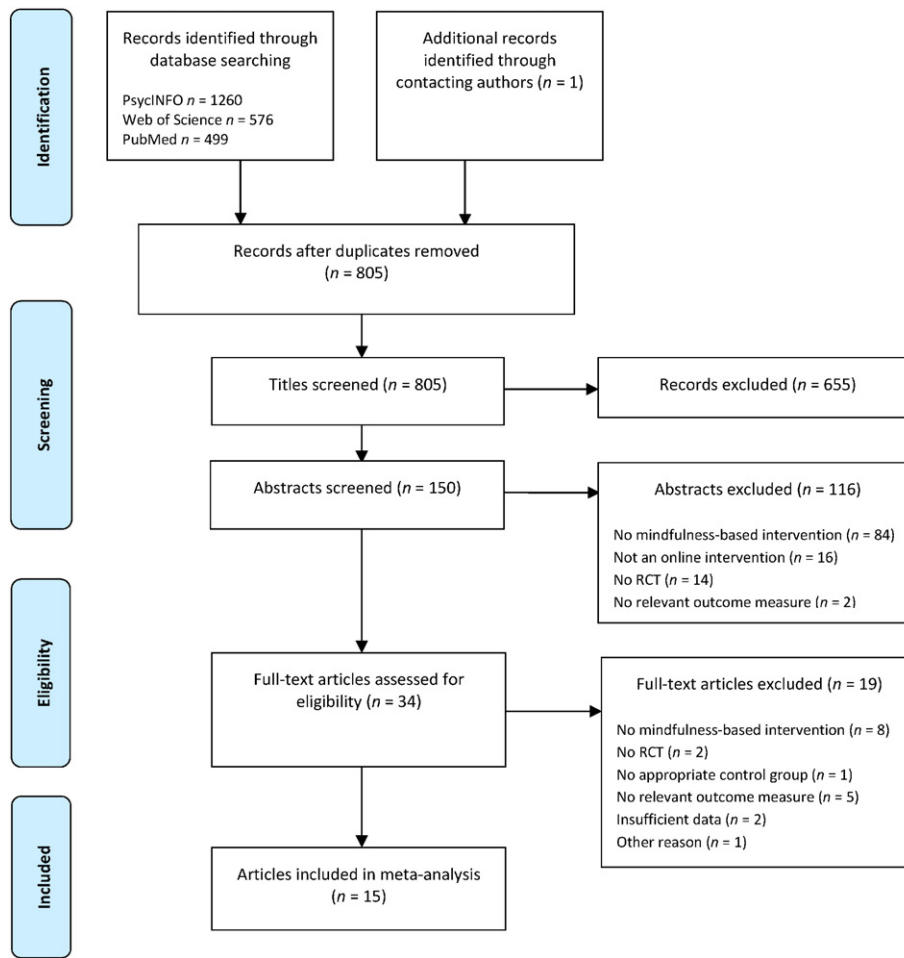 Identification
Records identified through
database searching
PsycINFO n = 1260
Web of Science n = 576
PubMed n = 499
Additional records
identified through
contacting authors (n = 1)
Records after duplicates removed
(n = 805)
Screening
Titles screened (n = 805)
Records excluded (n = 655)
Abstracts screened (n = 150)
Abstracts excluded (n = 116)
No mindfulness-based intervention (n = 84)
Not an online intervention (n = 16)
No RCT (n = 14)
No relevant outcome measure (n = 2)
Eligibility
Full-text articles assessed for
eligibility (n = 34)
Full-text articles excluded (n = 19)
No mindfulness-based intervention (n = 8)
No RCT (n = 2)
No appropriate control group (n = 1)
No relevant outcome measure (n = 5)
Insufficient data (n = 2)
Other reason (n = 1)
Included
Articles included in meta-analysis
(n = 15)